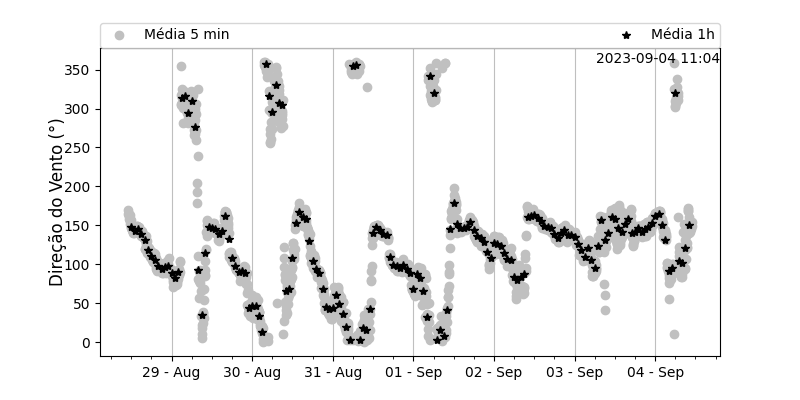 Média 5 min
Média 1h
2023-09-04 11:04
Direção do Vento (°)
350
300
250
200
150
100
50
0
29 - Aug
30 - Aug
31 - Aug
01 - Sep
02 - Sep
03 - Sep
04 - Sep